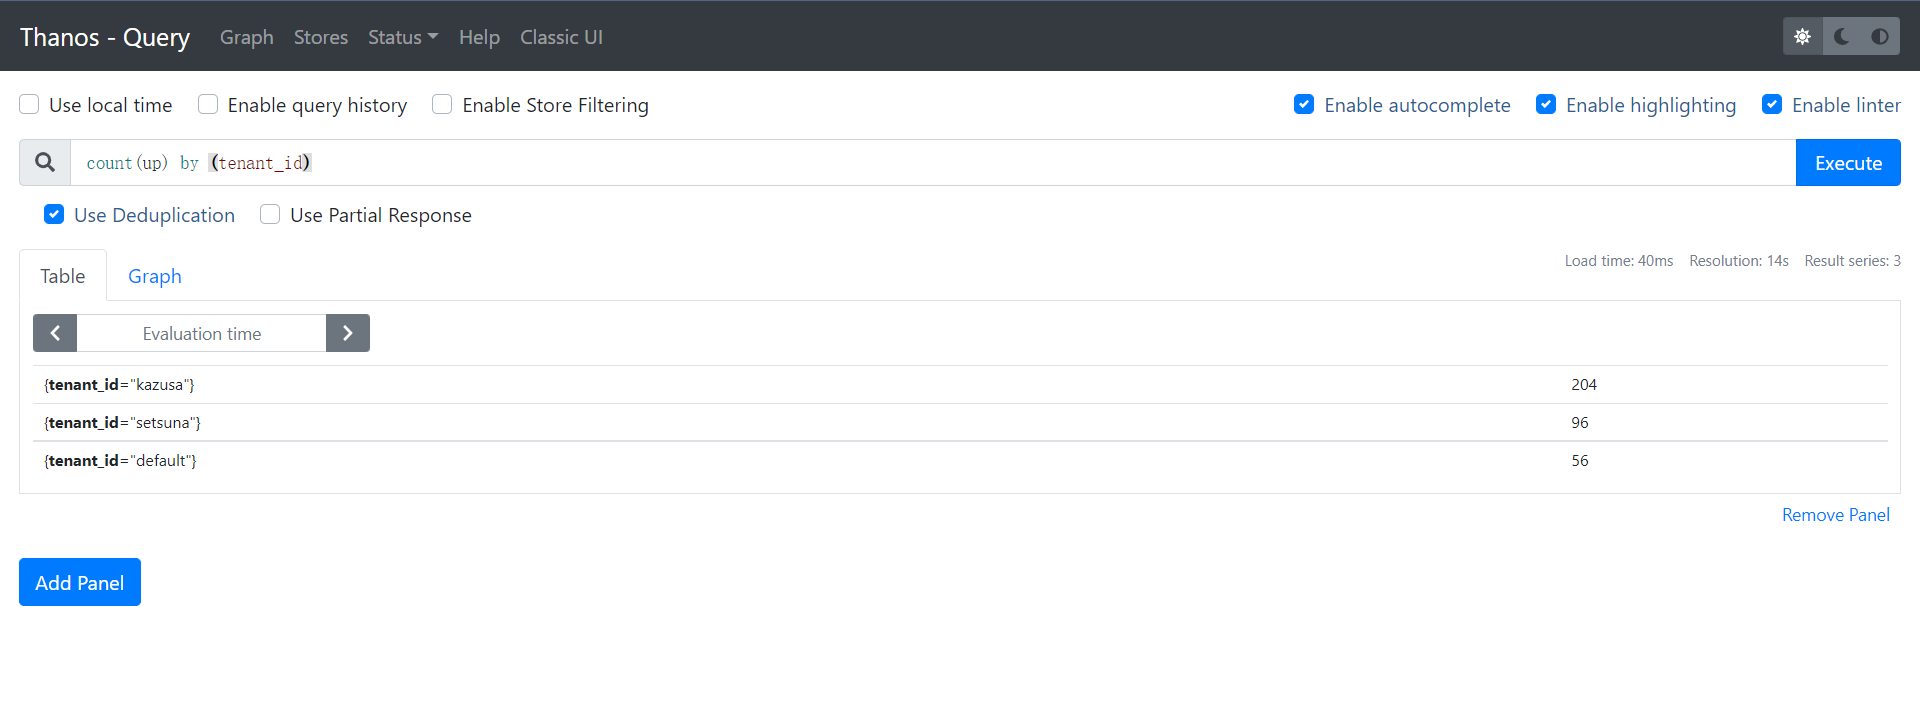 Thanos - Query Graph Stores Status Help Classic UI
Use local time Enable query history Enable Store Filtering Enable autocomplete Enable highlighting Enable linter
count(up) by (tenant_id) Execute
Use Deduplication Use Partial Response
Table Graph Load time: 40ms Resolution: 14s Result series: 3
Evaluation time
{tenant_id="kazusa"} 204
{tenant_id="setsuna"} 96
{tenant_id="default"} 56
Remove Panel
Add Panel